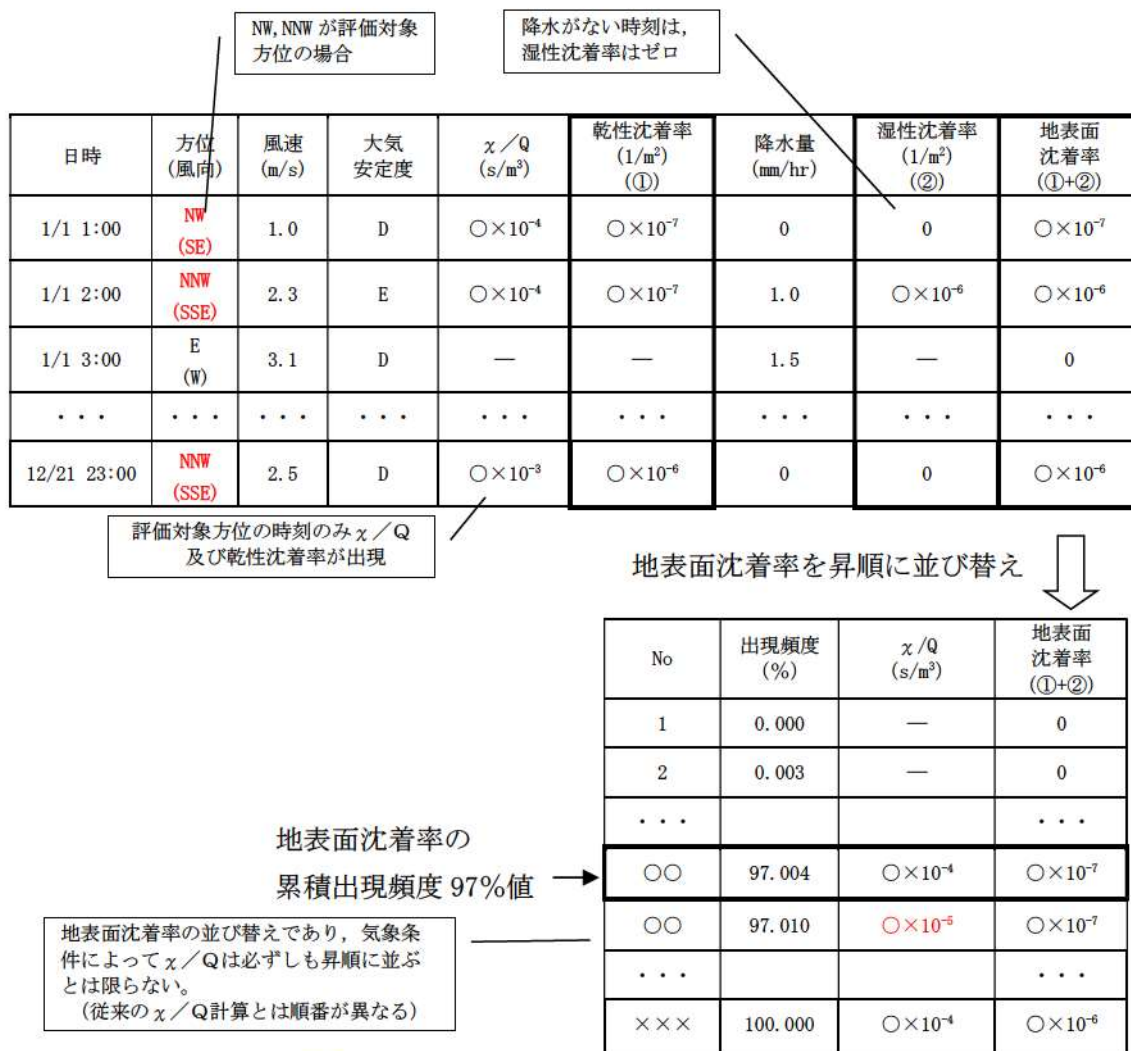 NW, NNW が評価対象
方位の場合
降水がない時刻は,
湿性沈着率はゼロ
日時 方位 (風向) 風速 (m/s) 大気 安定度 χ/Q (s/m³) 乾性沈着率 (1/m²) (①) 降水量 (mm/hr) 湿性沈着率 (1/m²) (②) 地表面 沈着率 (①+②)
1/1 1:00 NW (SE) 1.0 D ○×10⁻⁴ ○×10⁻⁷ 0 0 ○×10⁻⁷
1/1 2:00 NNW (SSE) 2.3 E ○×10⁻⁴ ○×10⁻⁷ 1.0 ○×10⁻⁶ ○×10⁻⁶
1/1 3:00 E (W) 3.1 D — — 1.5 — 0
・・・ ・・・ ・・・ ・・・ ・・・ ・・・ ・・・ ・・・ ・・・
12/21 23:00 NNW (SSE) 2.5 D ○×10⁻³ ○×10⁻⁶ 0 0 ○×10⁻⁶
評価対象方位の時刻のみχ/Q
及び乾性沈着率が出現
地表面沈着率を昇順に並び替え
No 出現頻度 (%) χ/Q (s/m³) 地表面 沈着率 (①+②)
1 0.000 — 0
2 0.003 — 0
・・・ ・・・
地表面沈着率の
累積出現頻度 97%値
○○ 97.004 ○×10⁻⁴ ○×10⁻⁷
○○ 97.010 ○×10⁻⁵ ○×10⁻⁷
・・・ ・・・
××× 100.000 ○×10⁻⁴ ○×10⁻⁶
地表面沈着率の並び替えであり, 気象条
件によってχ/Qは必ずしも昇順に並ぶ
とは限らない。
(従来のχ/Q計算とは順番が異なる)